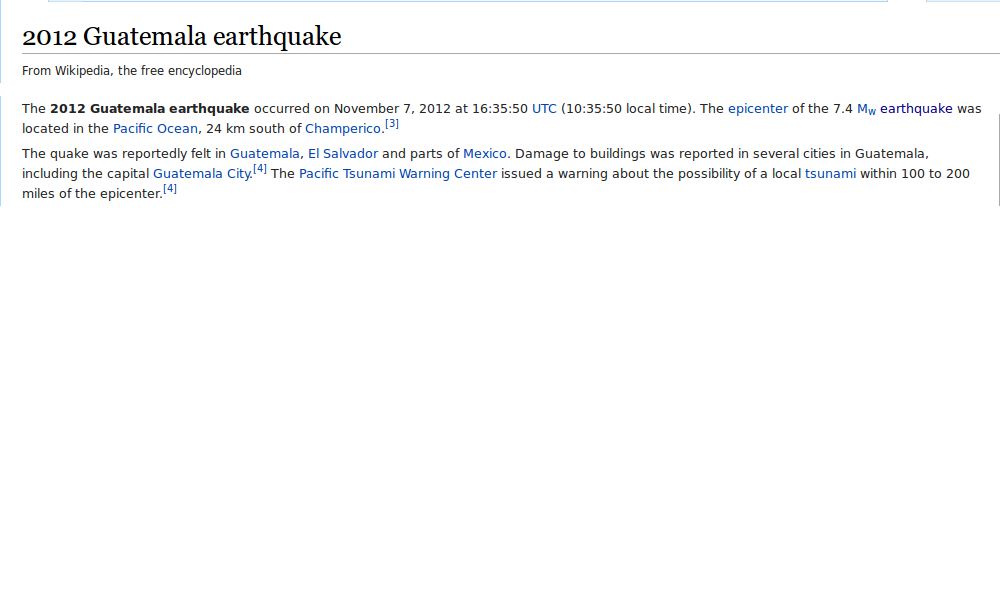 2012 Guatemala earthquake
From Wikipedia, the free encyclopedia
The 2012 Guatemala earthquake occurred on November 7, 2012 at 16:35:50 UTC (10:35:50 local time). The epicenter of the 7.4 Mw earthquake was
located in the Pacific Ocean, 24 km south of Champerico.[3]
The quake was reportedly felt in Guatemala, El Salvador and parts of Mexico. Damage to buildings was reported in several cities in Guatemala,
including the capital Guatemala City.[4] The Pacific Tsunami Warning Center issued a warning about the possibility of a local tsunami within 100 to 200
miles of the epicenter.[4]